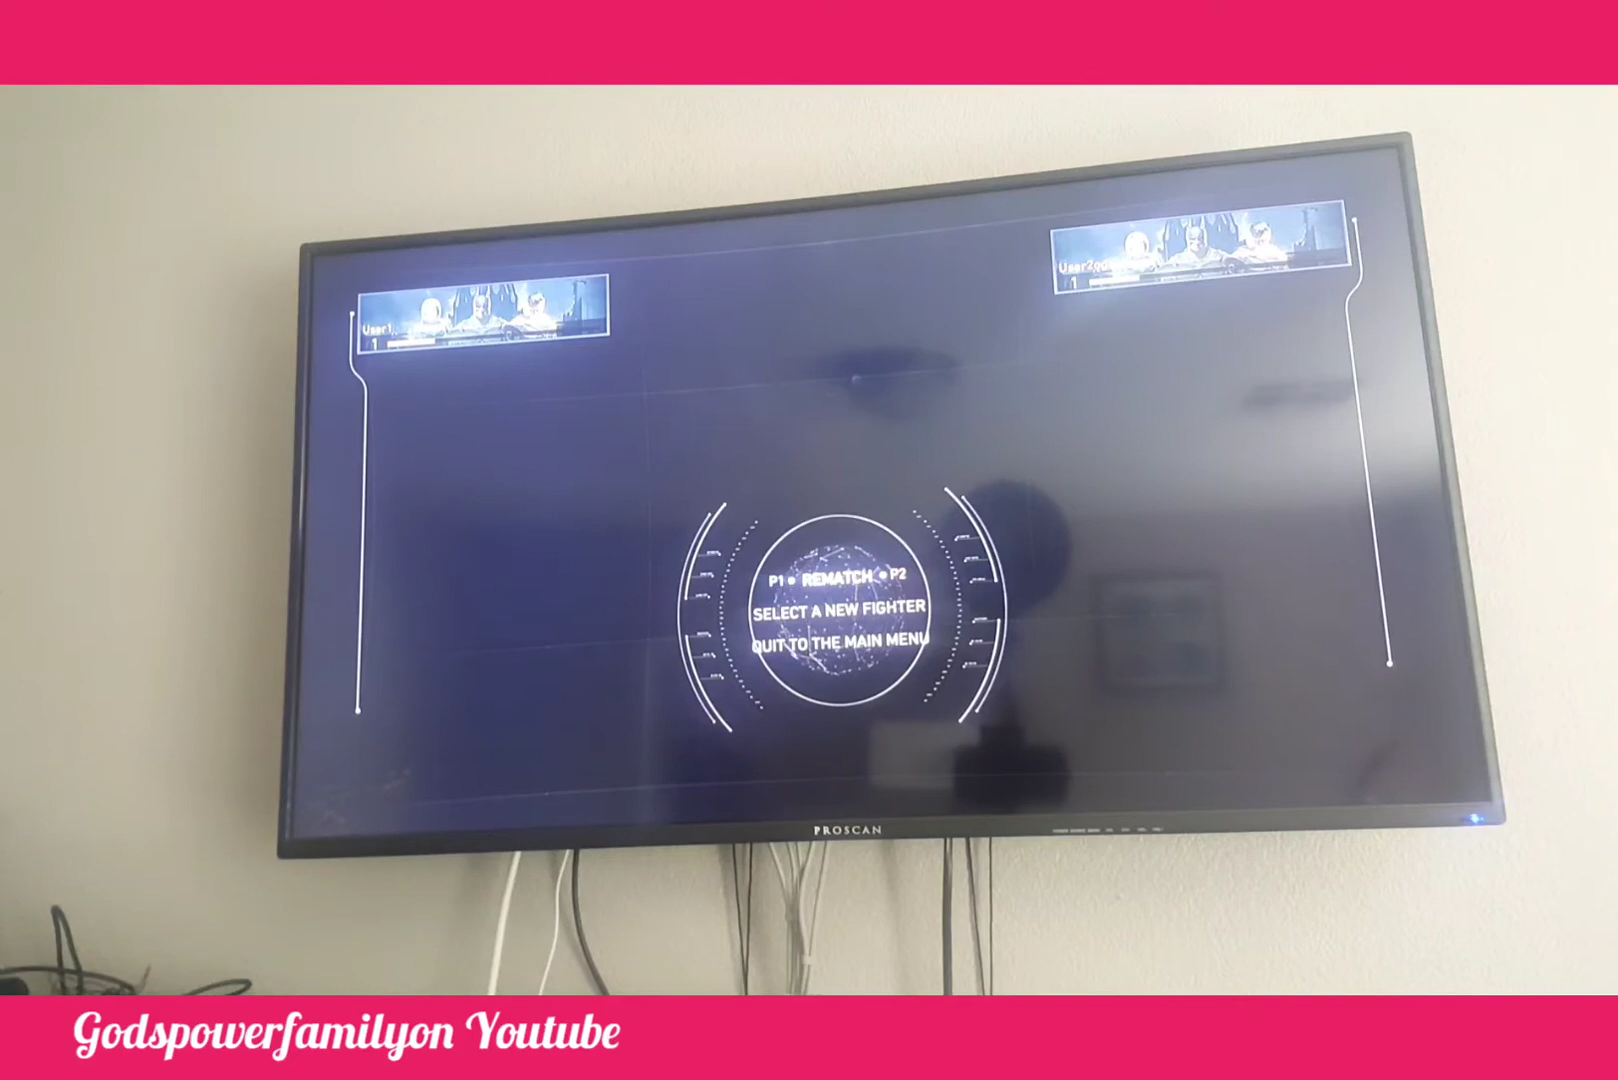 User1
1
User2
1
P1 • REMATCH • P2
SELECT A NEW FIGHTER
QUIT TO THE MAIN MENU
PROSCAN
Godspowerfamilyon Youtube